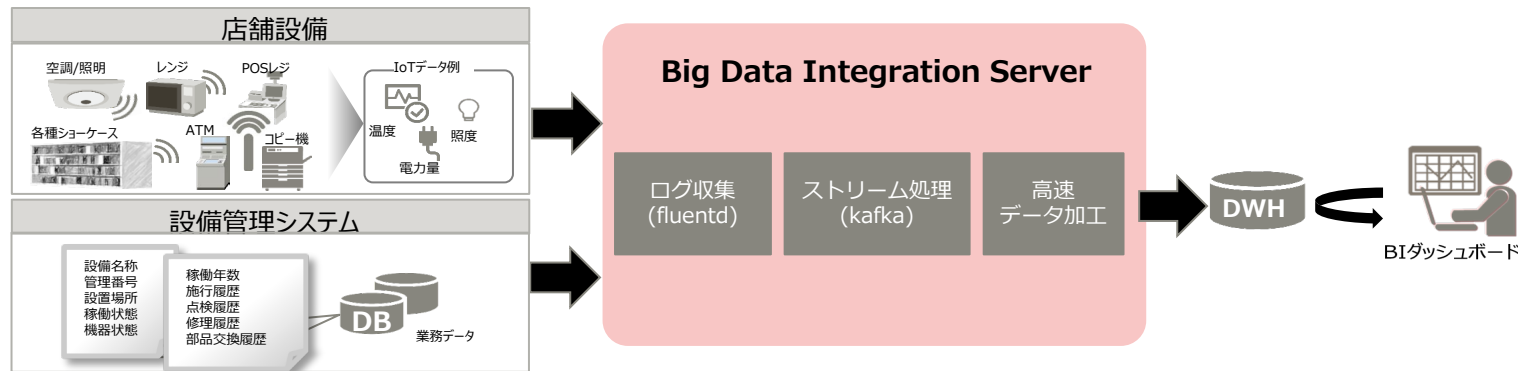 店舗設備
空調/照明
レンジ
POSレジ
IoTデータ例
温度
照度
電力量
各種ショーケース
ATM
コピー機
設備管理システム
設備名称
管理番号
設置場所
稼働状態
機器状態
稼働年数
施行履歴
点検履歴
修理履歴
部品交換履歴
DB
業務データ
Big Data Integration Server
ログ収集
(fluentd)
ストリーム処理
(kafka)
高速
データ加工
DWH
BIダッシュボード